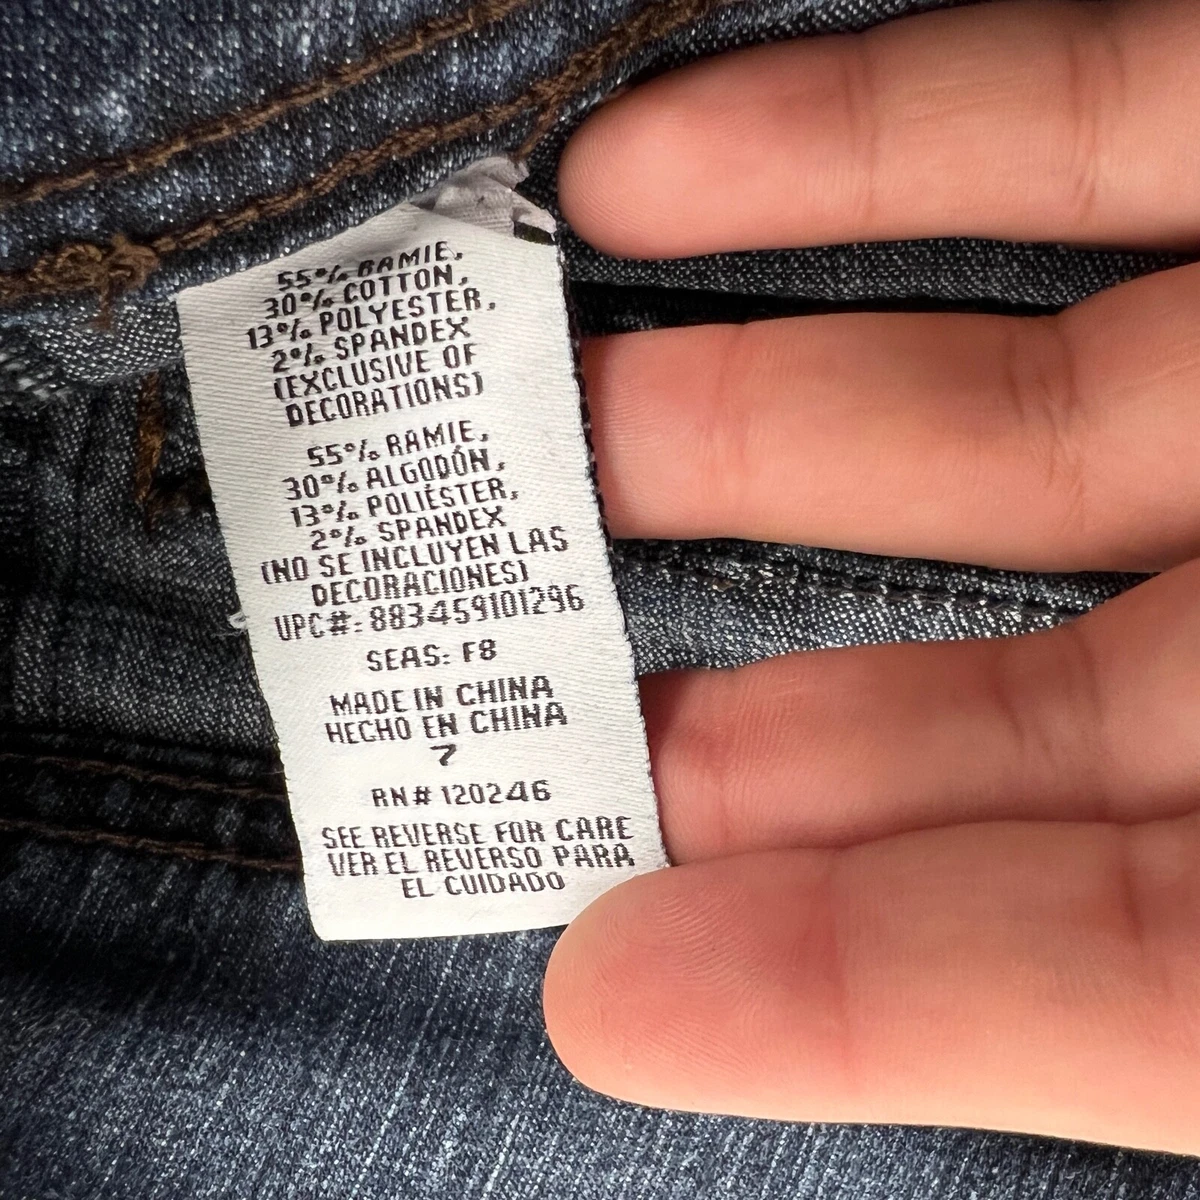 55% RAMIE,
30% COTTON,
13% POLYESTER,
2% SPANDEX
(EXCLUSIVE OF
DECORATIONS)
55% RAMIE,
30% ALGODÓN,
13% POLIÉSTER,
2% SPANDEX
(NO SE INCLUYEN LAS
DECORACIONES)
UPC#: 883459101296
SEAS: F8
MADE IN CHINA
HECHO EN CHINA
7
RN# 120246
SEE REVERSE FOR CARE
VER EL REVERSO PARA
EL CUIDADO